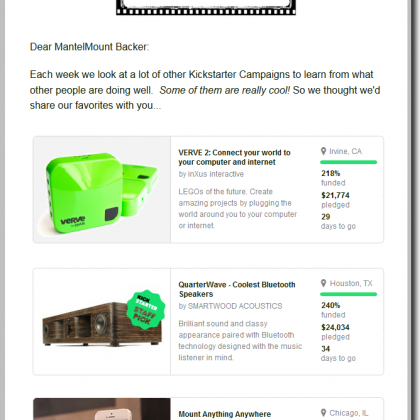 Dear MantelMount Backer:
Each week we look at a lot of other Kickstarter Campaigns to learn from what
other people are doing well.  Some of them are really cool! So we thought we'd
share our favorites with you...
verve
VERVE 2: Connect your world to
your computer and internet
by inXus interactive
LEGOs of the future. Create
amazing projects by plugging the
world around you to your computer
or internet.
Irvine, CA
218%
funded
$21,774
pledged
29
days to go
KICK
STARTER
STAFF
PICK
QuarterWave - Coolest Bluetooth
Speakers
by SMARTWOOD ACOUSTICS
Brilliant sound and classy
appearance paired with Bluetooth
technology designed with the music
listener in mind.
Houston, TX
240%
funded
$24,034
pledged
34
days to go
Mount Anything Anywhere
Chicago, IL